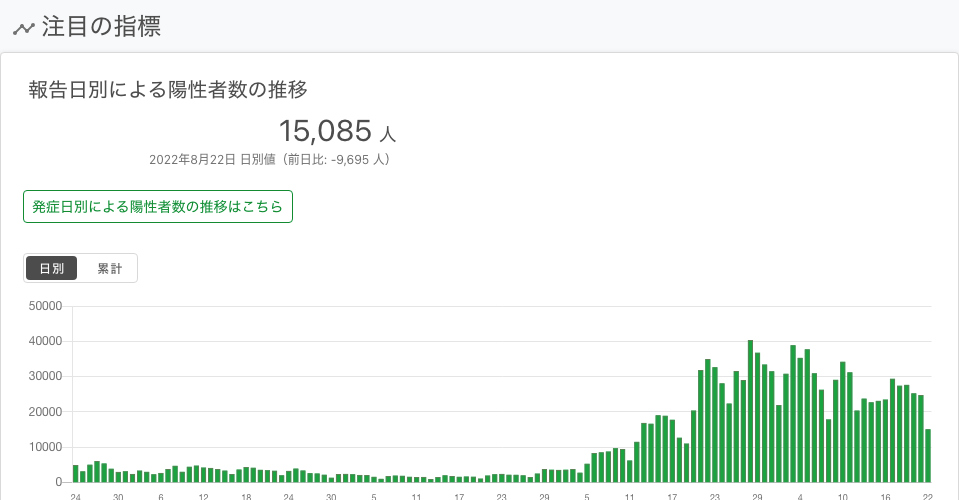 注目の指標
報告日別による陽性者数の推移
15,085 人
2022年8月22日 日別値（前日比: -9,695 人）
発症日別による陽性者数の推移はこちら
日別 累計
50000
40000
30000
20000
10000
0
24 30 6 12 18 24 30 5 11 17 23 29 5 11 17 23 29 4 10 16 22